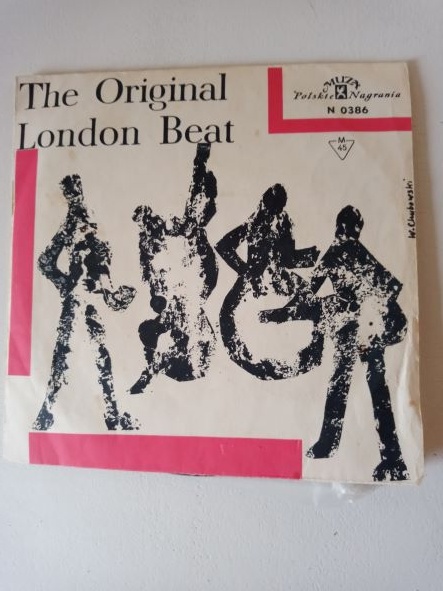 The Original
London Beat
MUZA
Polskie Nagrania
N 0386
M
45